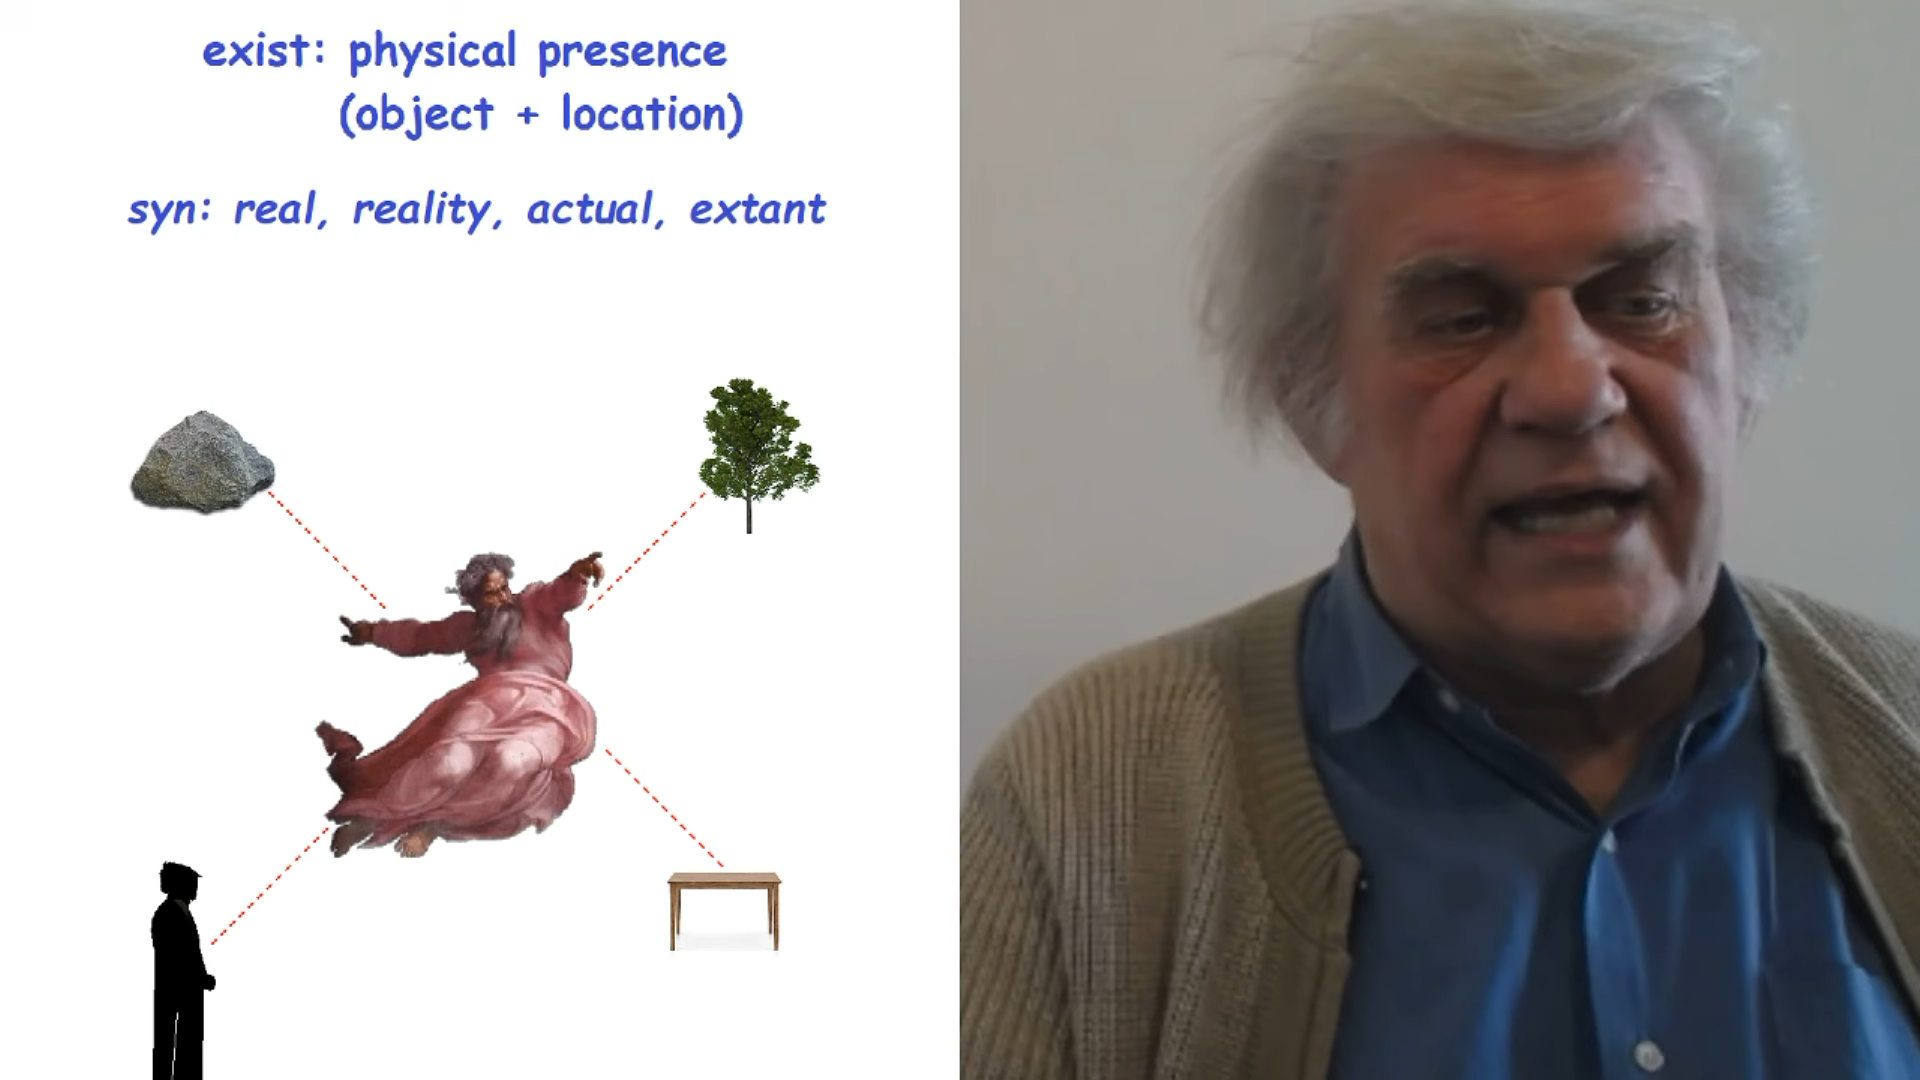 exist: physical presence
(object + location)
syn: real, reality, actual, extant